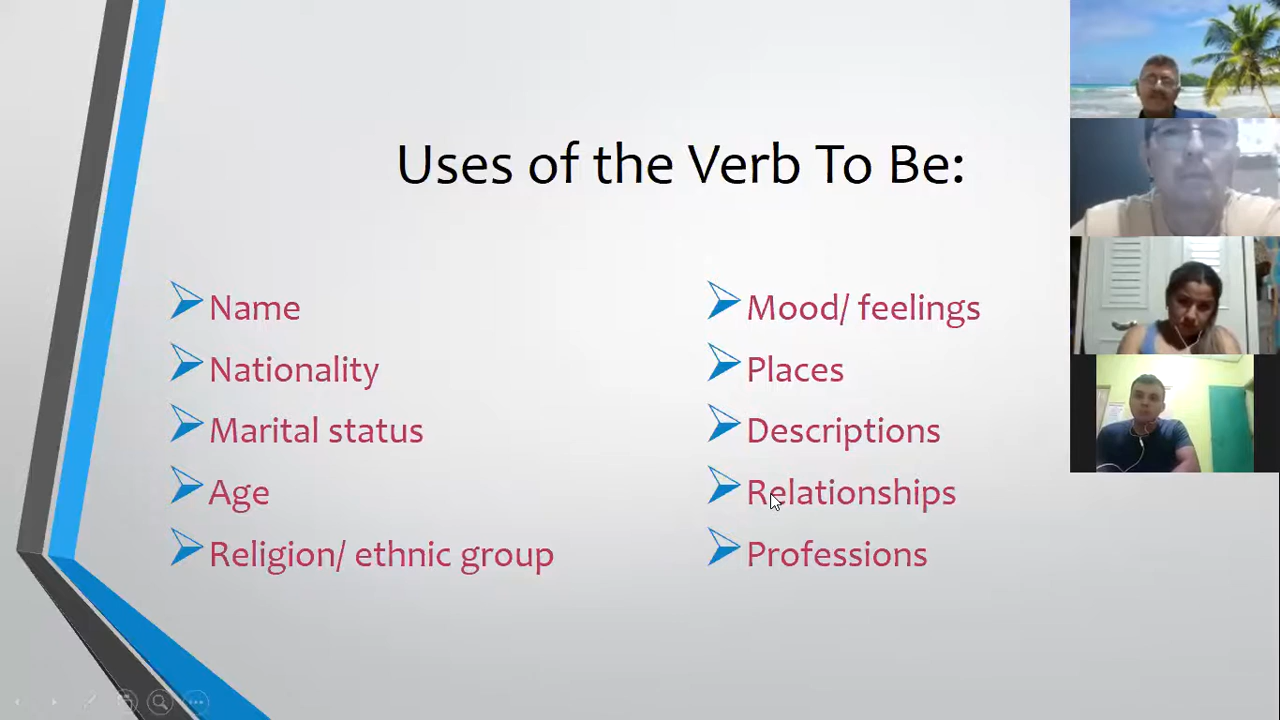 Uses of the Verb To Be:
Name
Nationality
Marital status
Age
Religion/ ethnic group
Mood/ feelings
Places
Descriptions
Relationships
Professions